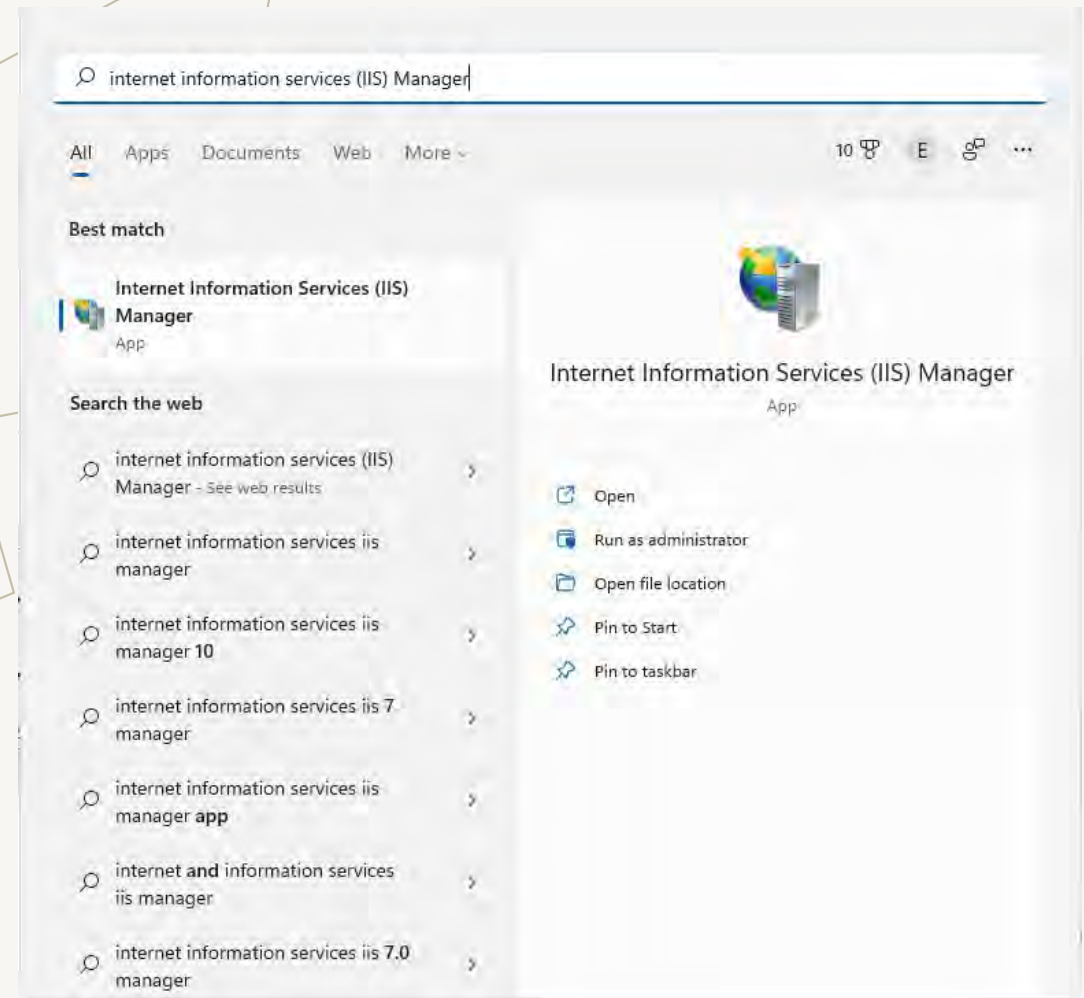 internet information services (IIS) Manager
All Apps Documents Web More
10 E ...
Best match
Internet Information Services (IIS)
Manager
App
Search the web
internet information services (IIS)
Manager - See web results
internet information services iis
manager
internet information services iis
manager 10
internet information services iis 7
manager
internet information services iis
manager app
internet and information services
iis manager
internet information services iis 7.0
manager
Internet Information Services (IIS) Manager
App
Open
Run as administrator
Open file location
Pin to Start
Pin to taskbar